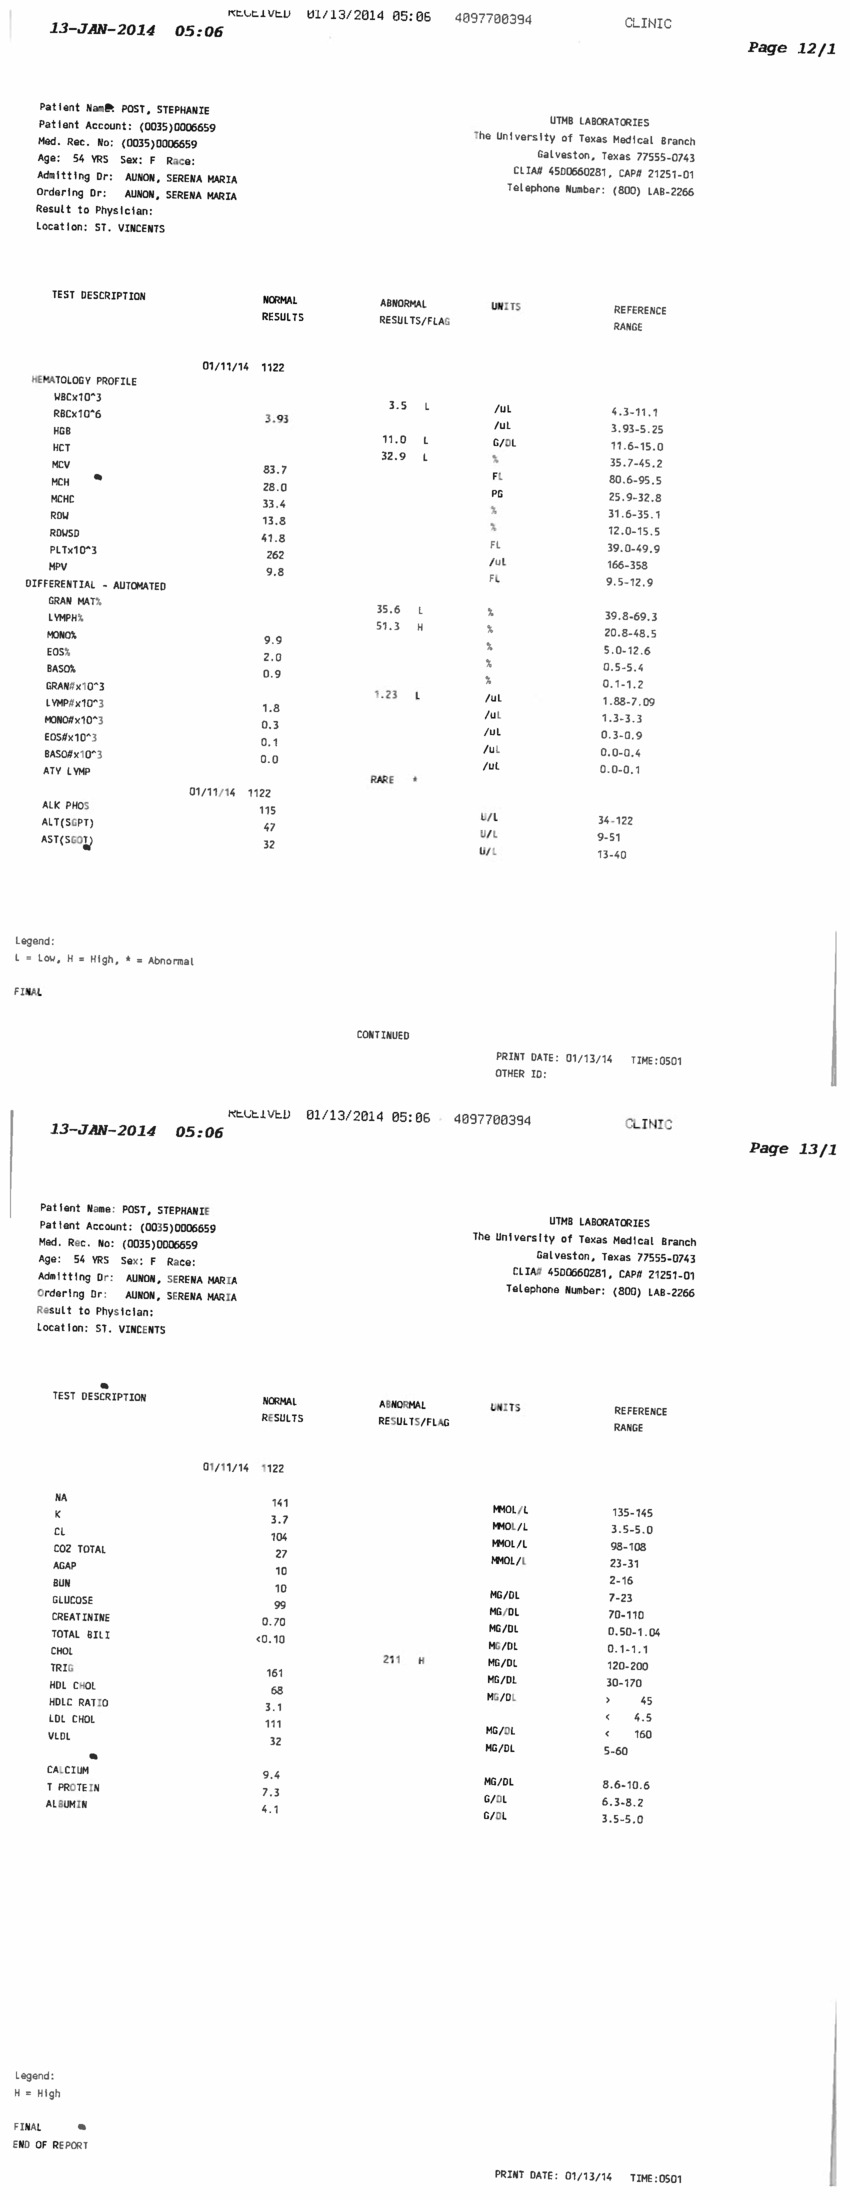 RECEIVED 01/13/2014 05:06 4097700394 CLINIC
13-JAN-2014 05:06
Page 12/1
Patient Name: POST, STEPHANIE
Patient Account: (0035)0006659
Med. Rec. No: (0035)0006659
Age: 54 YRS Sex: F Race:
Admitting Dr: AUNON, SERENA MARIA
Ordering Dr: AUNON, SERENA MARIA
Result to Physician:
Location: ST. VINCENTS
UTMB LABORATORIES
The University of Texas Medical Branch
Galveston, Texas 77555-0743
CLIA# 45D0660281, CAP# 21251-01
Telephone Number: (800) LAB-2266
TEST DESCRIPTION NORMAL RESULTS ABNORMAL RESULTS/FLAG UNITS REFERENCE RANGE
01/11/14 1122
HEMATOLOGY PROFILE
WBCx10^3 3.5 L /uL 4.3-11.1
RBCx10^6 3.93 /uL 3.93-5.25
HGB 11.0 L G/DL 11.6-15.0
HCT 32.9 L % 35.7-45.2
MCV 83.7 FL 80.6-95.5
MCH 28.0 PG 25.9-32.8
MCHC 33.4 % 31.6-35.1
RDW 13.8 % 12.0-15.5
RDWSD 41.8 FL 39.0-49.9
PLTx10^3 262 /uL 166-358
MPV 9.8 FL 9.5-12.9
DIFFERENTIAL - AUTOMATED
GRAN MAT% 35.6 L % 39.8-69.3
LYMPH% 51.3 H % 20.8-48.5
MONO% 9.9 % 5.0-12.6
EOS% 2.0 % 0.5-5.4
BASO% 0.9 % 0.1-1.2
GRAN#x10^3 1.23 L /uL 1.88-7.09
LYMP#x10^3 1.8 /uL 1.3-3.3
MONO#x10^3 0.3 /uL 0.3-0.9
EOS#x10^3 0.1 /uL 0.0-0.4
BASO#x10^3 0.0 /uL 0.0-0.1
ATY LYMP RARE *
01/11/14 1122
ALK PHOS 115 U/L 34-122
ALT(SGPT) 47 U/L 9-51
AST(SGOT) 32 U/L 13-40
Legend:
L = Low, H = High, * = Abnormal
FINAL
CONTINUED
PRINT DATE: 01/13/14 TIME:0501
OTHER ID:
RECEIVED 01/13/2014 05:06 4097700394 CLINIC
13-JAN-2014 05:06
Page 13/1
Patient Name: POST, STEPHANIE
Patient Account: (0035)0006659
Med. Rec. No: (0035)0006659
Age: 54 YRS Sex: F Race:
Admitting Dr: AUNON, SERENA MARIA
Ordering Dr: AUNON, SERENA MARIA
Result to Physician:
Location: ST. VINCENTS
UTMB LABORATORIES
The University of Texas Medical Branch
Galveston, Texas 77555-0743
CLIA# 45D0660281, CAP# 21251-01
Telephone Number: (800) LAB-2266
TEST DESCRIPTION NORMAL RESULTS ABNORMAL RESULTS/FLAG UNITS REFERENCE RANGE
01/11/14 1122
NA 141 MMOL/L 135-145
K 3.7 MMOL/L 3.5-5.0
CL 104 MMOL/L 98-108
CO2 TOTAL 27 MMOL/L 23-31
AGAP 10 2-16
BUN 10 MG/DL 7-23
GLUCOSE 99 MG/DL 70-110
CREATININE 0.70 MG/DL 0.50-1.04
TOTAL BILI <0.10 MG/DL 0.1-1.1
CHOL 211 H MG/DL 120-200
TRIG 161 MG/DL 30-170
HDL CHOL 68 MG/DL > 45
HDLC RATIO 3.1 < 4.5
LDL CHOL 111 MG/DL < 160
VLDL 32 MG/DL 5-60
CALCIUM 9.4 MG/DL 8.6-10.6
T PROTEIN 7.3 G/DL 6.3-8.2
ALBUMIN 4.1 G/DL 3.5-5.0
Legend:
H = High
FINAL
END OF REPORT
PRINT DATE: 01/13/14 TIME:0501